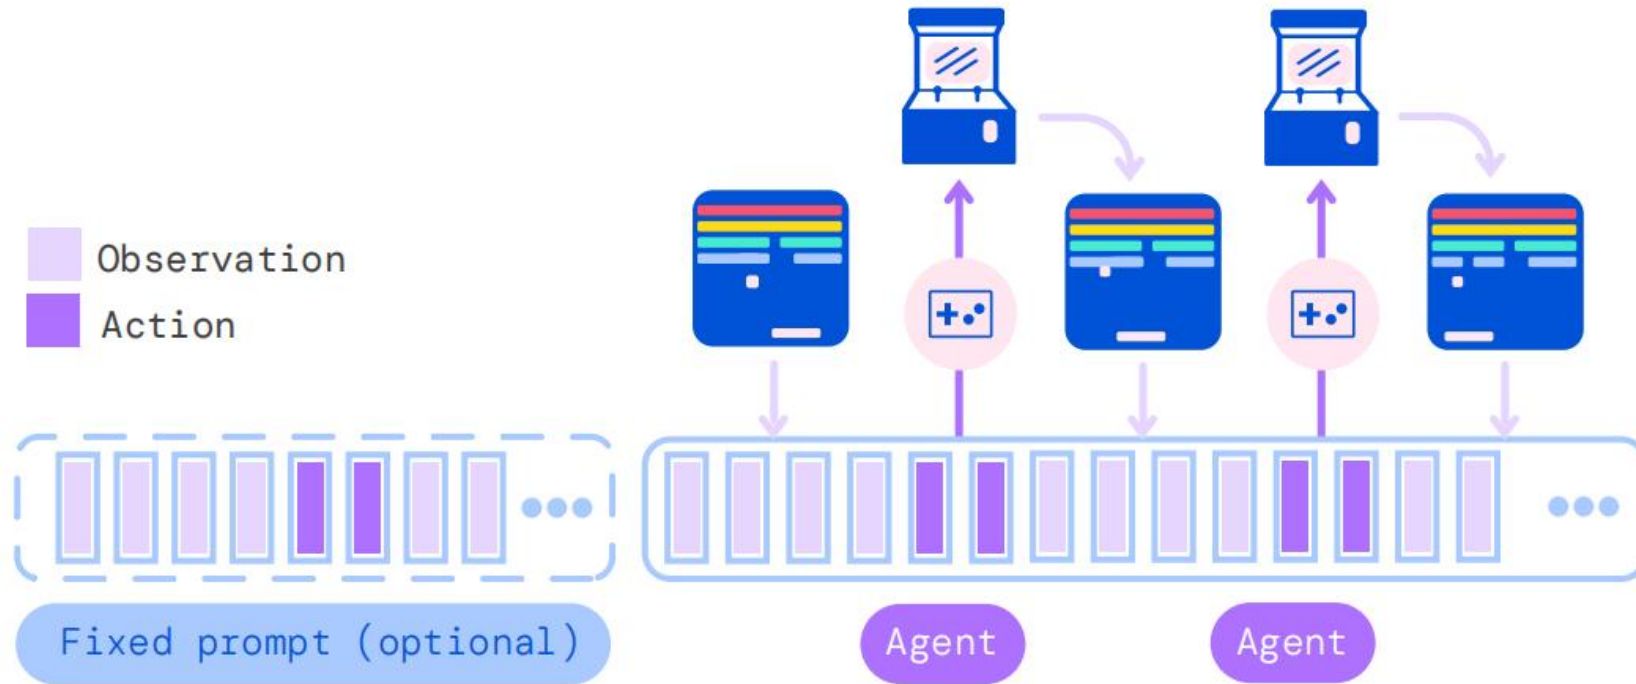 Observation
Action
Fixed prompt (optional)
Agent
Agent